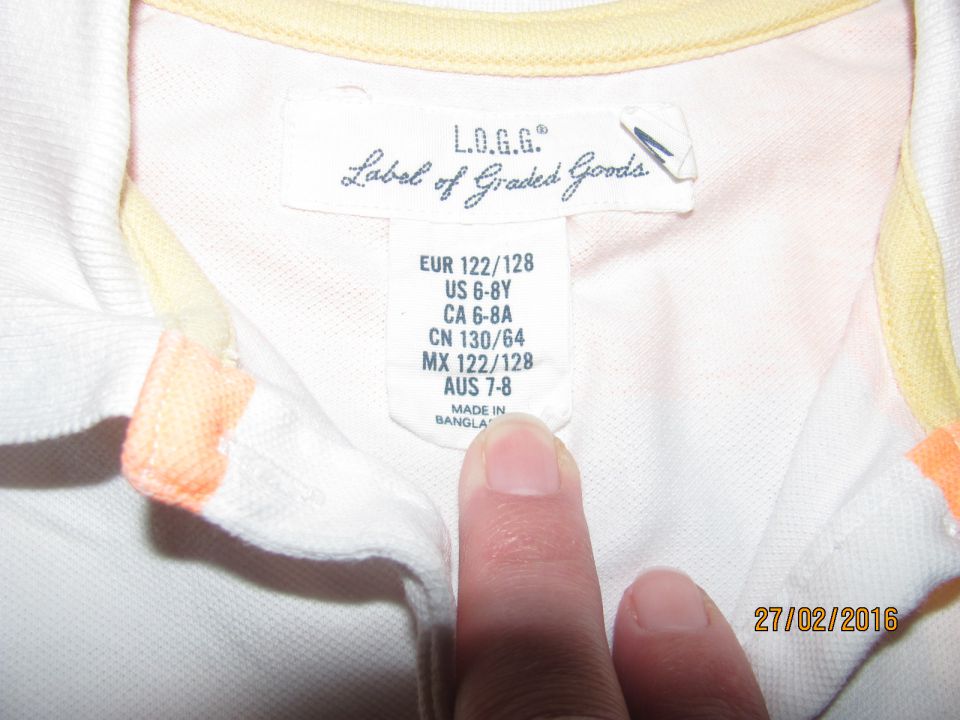 L.O.G.G.®
Label of Graded Goods
EUR 122/128
US 6-8Y
CA 6-8A
CN 130/64
MX 122/128
AUS 7-8
MADE IN
27/02/2016